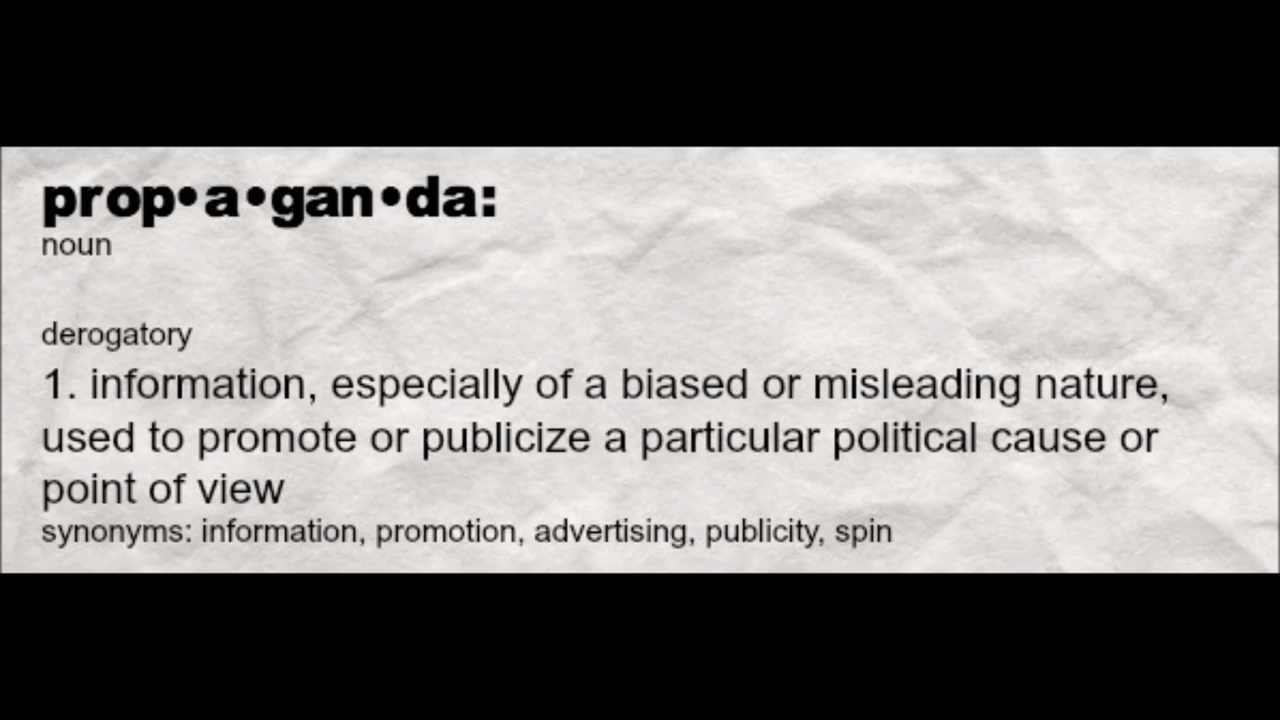 prop•a•gan•da:
noun
derogatory
1. information, especially of a biased or misleading nature,
used to promote or publicize a particular political cause or
point of view
synonyms: information, promotion, advertising, publicity, spin